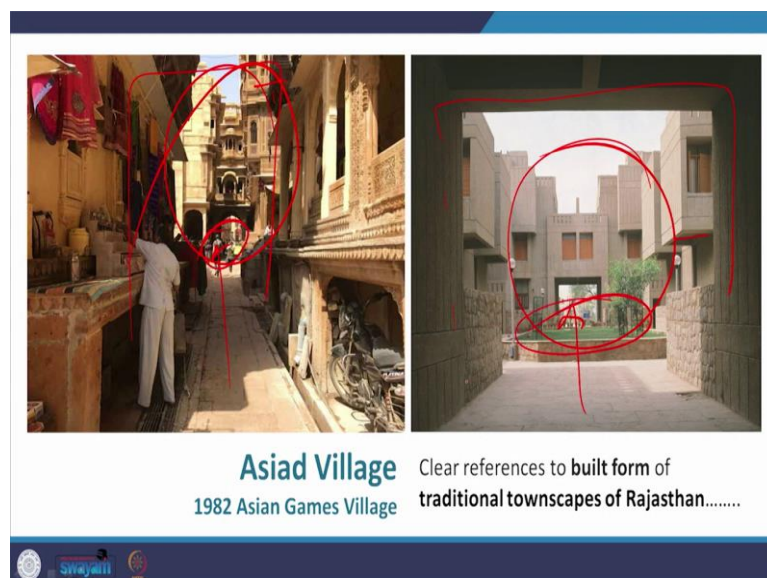 Asiad Village
1982 Asian Games Village
Clear references to built form of
traditional townscapes of Rajasthan........
swayam